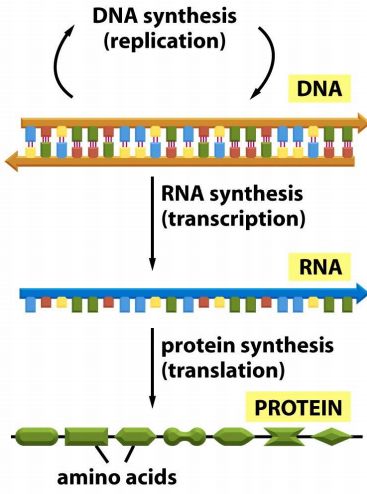 DNA synthesis
(replication)
DNA
RNA synthesis
(transcription)
RNA
protein synthesis
(translation)
PROTEIN
amino acids